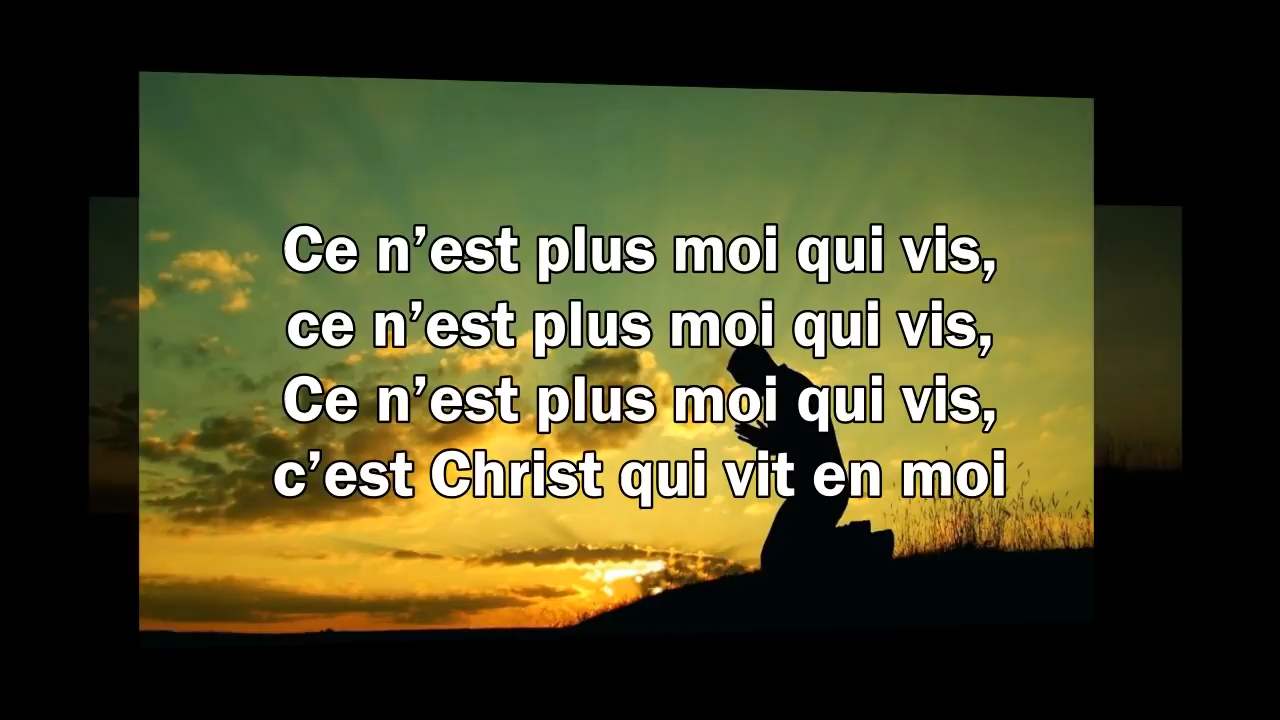 Ce n’est plus moi qui vis,
ce n’est plus moi qui vis,
Ce n’est plus moi qui vis,
c’est Christ qui vit en moi